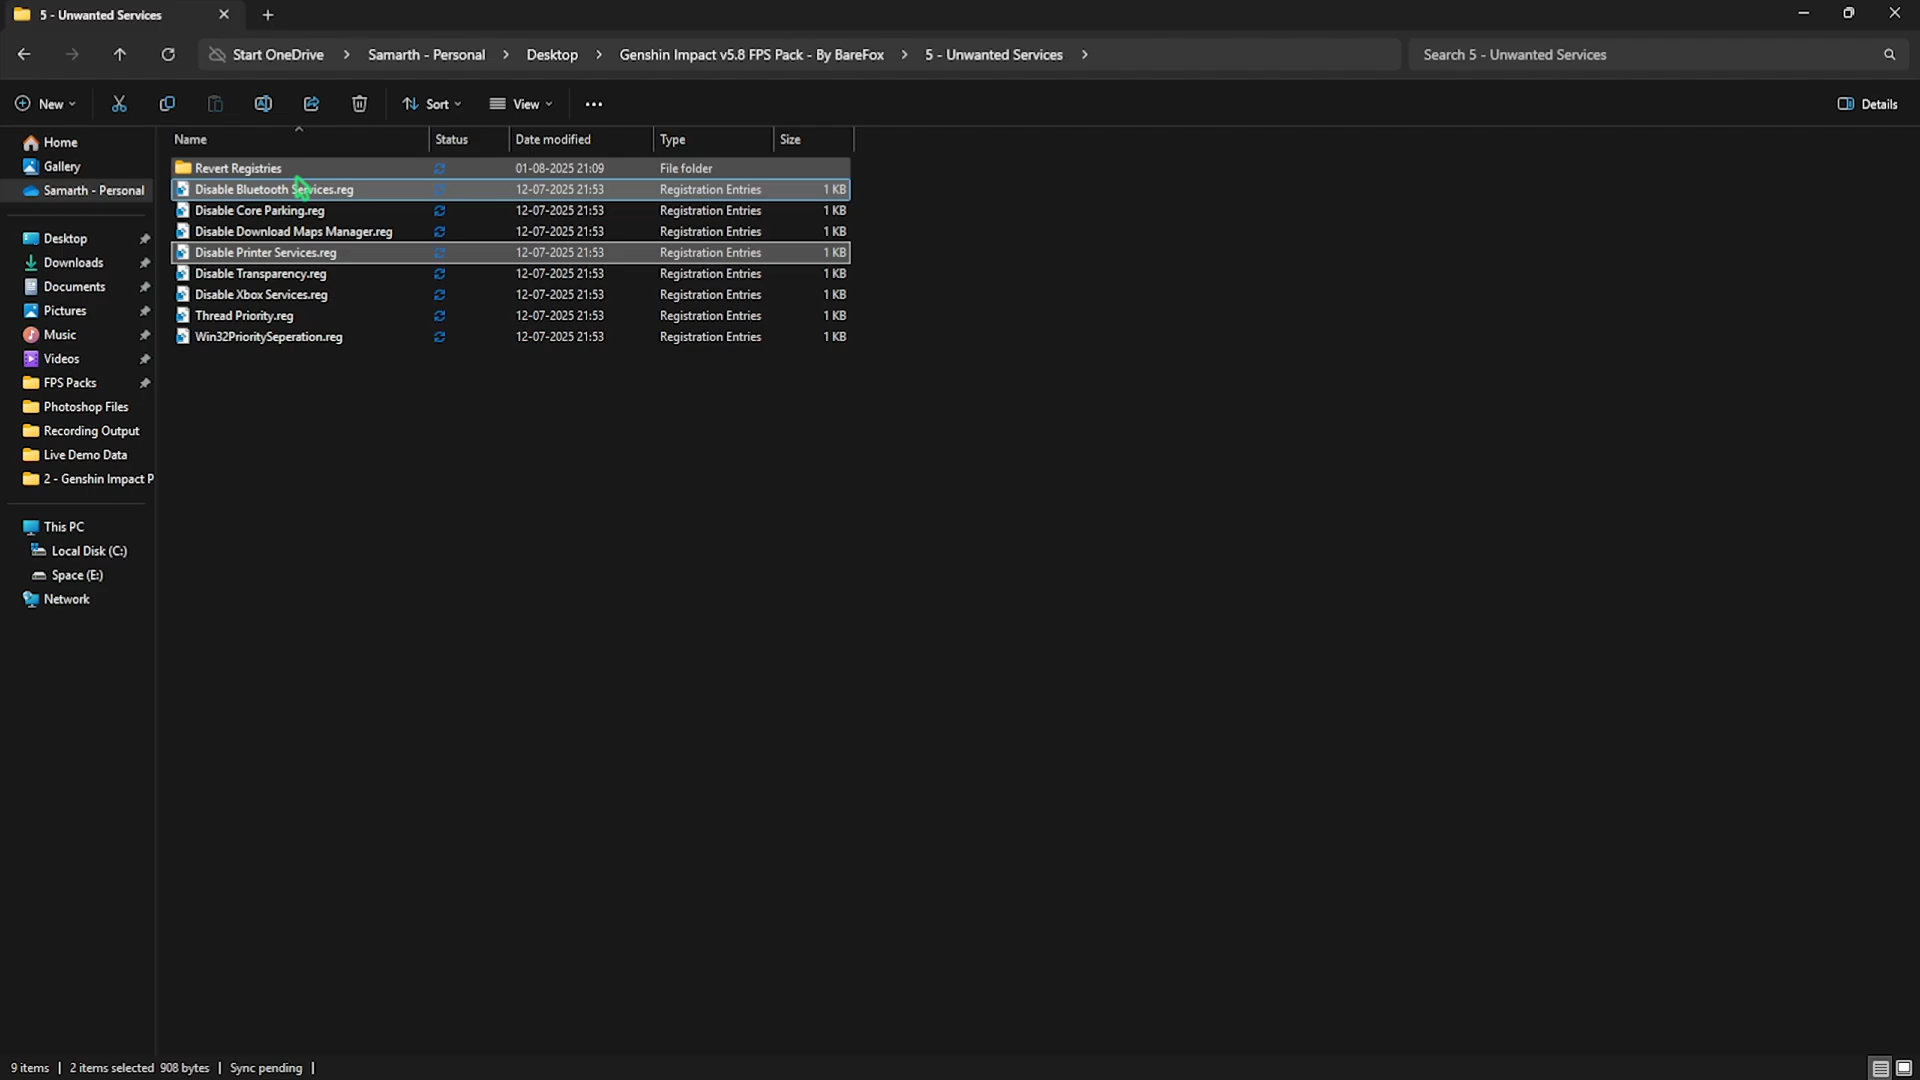 5 - Unwanted Services
Start OneDrive > Samarth - Personal > Desktop > Genshin Impact v5.8 FPS Pack - By BareFox > 5 - Unwanted Services >
Search 5 - Unwanted Services
New Sort View ... Details
Name Status Date modified Type Size
Revert Registries 01-08-2025 21:09 File folder
Disable Bluetooth Services.reg 12-07-2025 21:53 Registration Entries 1 KB
Disable Core Parking.reg 12-07-2025 21:53 Registration Entries 1 KB
Disable Download Maps Manager.reg 12-07-2025 21:53 Registration Entries 1 KB
Disable Printer Services.reg 12-07-2025 21:53 Registration Entries 1 KB
Disable Transparency.reg 12-07-2025 21:53 Registration Entries 1 KB
Disable Xbox Services.reg 12-07-2025 21:53 Registration Entries 1 KB
Thread Priority.reg 12-07-2025 21:53 Registration Entries 1 KB
Win32PrioritySeperation.reg 12-07-2025 21:53 Registration Entries 1 KB
Home
Gallery
Samarth - Personal
Desktop
Downloads
Documents
Pictures
Music
Videos
FPS Packs
Photoshop Files
Recording Output
Live Demo Data
2 - Genshin Impact P
This PC
Local Disk (C:)
Space (E:)
Network
9 items | 2 items selected 908 bytes | Sync pending |